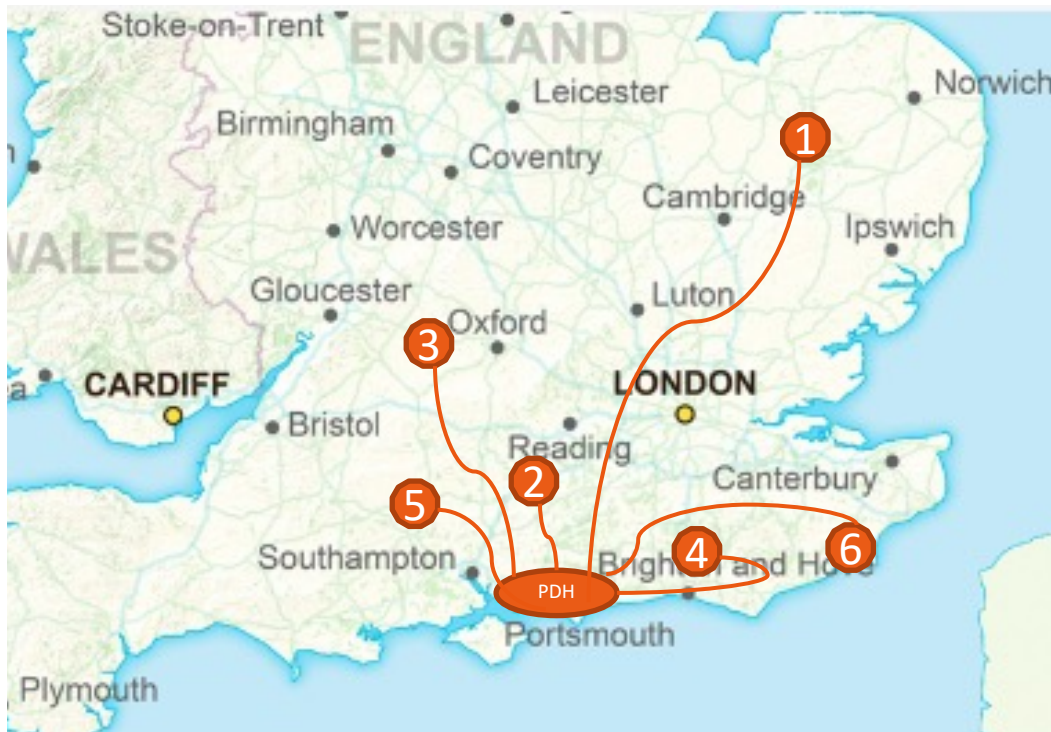 Stoke-on-Trent
ENGLAND
Norwich
Leicester
1
Birmingham
Coventry
Cambridge
Ipswich
Worcester
WALES
Gloucester
Luton
3
Oxford
CARDIFF
LONDON
Bristol
Reading
2
Canterbury
5
4
6
Southampton
Brighton and Hove
PDH
Portsmouth
Plymouth